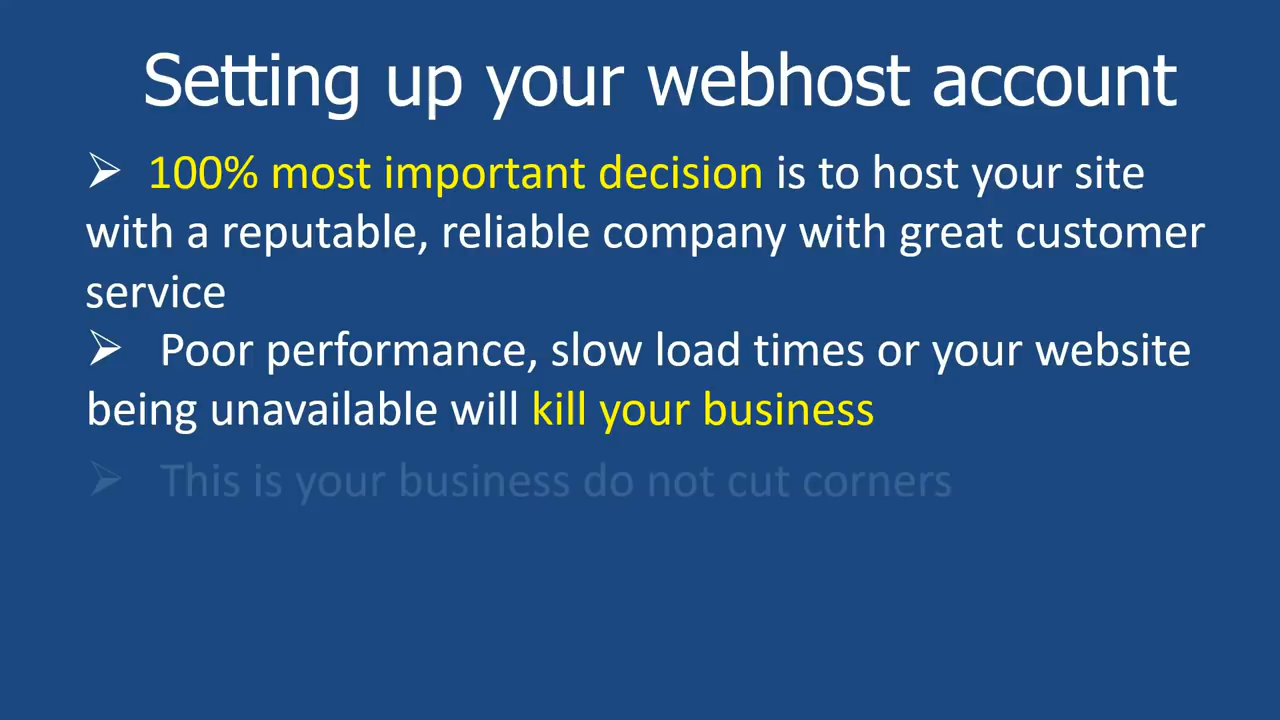 Setting up your webhost account
➢ 100% most important decision is to host your site
with a reputable, reliable company with great customer
service
➢ Poor performance, slow load times or your website
being unavailable will kill your business
➢ This is your business do not cut corners